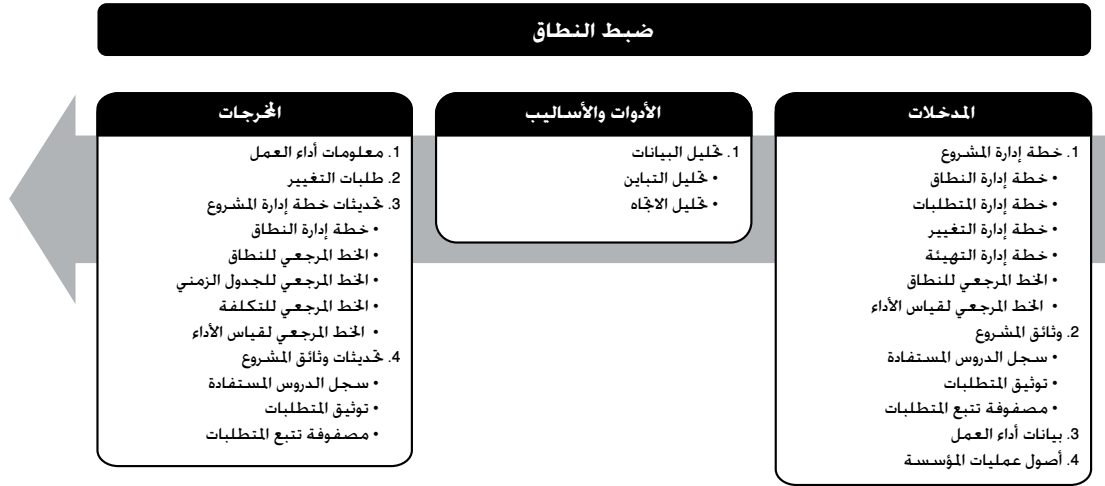 ضبط النطاق
المدخلات
1. خطة إدارة المشروع
• خطة إدارة النطاق
• خطة إدارة المتطلبات
• خطة إدارة التغيير
• خطة إدارة التهيئة
• الخط المرجعي للنطاق
• الخط المرجعي لقياس الأداء
2. وثائق المشروع
• سجل الدروس المستفادة
• توثيق المتطلبات
• مصفوفة تتبع المتطلبات
3. بيانات أداء العمل
4. أصول عمليات المؤسسة
الأدوات والأساليب
1. تحليل البيانات
• تحليل التباين
• تحليل الاتجاه
المخرجات
1. معلومات أداء العمل
2. طلبات التغيير
3. تحديثات خطة إدارة المشروع
• خطة إدارة النطاق
• الخط المرجعي للنطاق
• الخط المرجعي للجدول الزمني
• الخط المرجعي للتكلفة
• الخط المرجعي لقياس الأداء
4. تحديثات وثائق المشروع
• سجل الدروس المستفادة
• توثيق المتطلبات
• مصفوفة تتبع المتطلبات